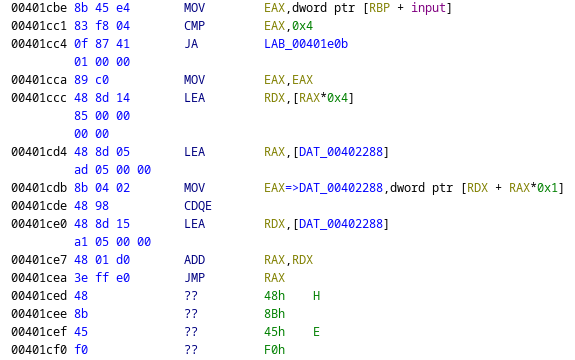 00401cbe 8b 45 e4 MOV EAX,dword ptr [RBP + input]
00401cc1 83 f8 04 CMP EAX,0x4
00401cc4 0f 87 41 JA LAB_00401e0b
01 00 00
00401cca 89 c0 MOV EAX,EAX
00401ccc 48 8d 14 LEA RDX,[RAX*0x4]
85 00 00
00 00
00401cd4 48 8d 05 LEA RAX,[DAT_00402288]
ad 05 00 00
00401cdb 8b 04 02 MOV EAX=>DAT_00402288,dword ptr [RDX + RAX*0x1]
00401cde 48 98 CDQE
00401ce0 48 8d 15 LEA RDX,[DAT_00402288]
a1 05 00 00
00401ce7 48 01 d0 ADD RAX,RDX
00401cea 3e ff e0 JMP RAX
00401ced 48 ?? 48h H
00401cee 8b ?? 8Bh
00401cef 45 ?? 45h E
00401cf0 f0 ?? F0h